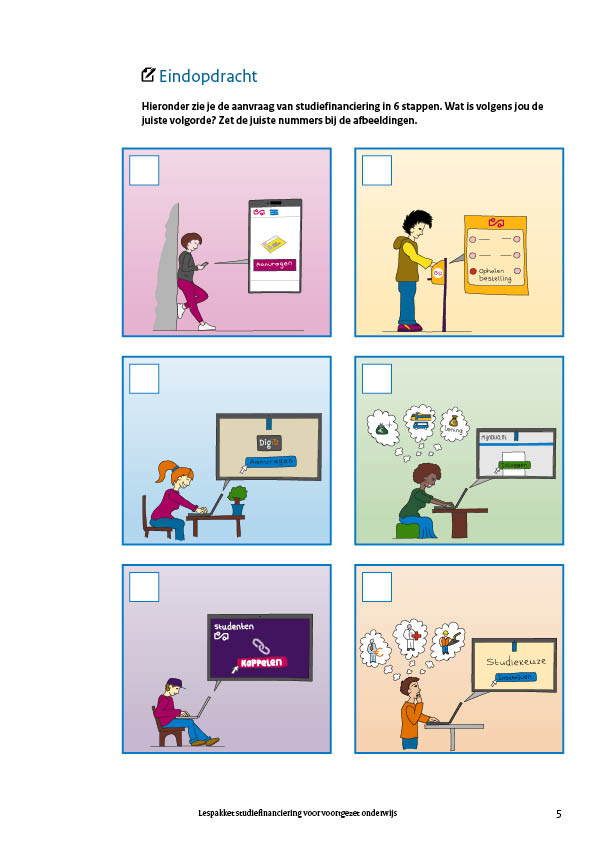 Eindopdracht
Hieronder zie je de aanvraag van studiefinanciering in 6 stappen. Wat is volgens jou de
juiste volgorde? Zet de juiste nummers bij de afbeeldingen.
Aanvragen
Ophalen
bestelling
DigiD
Aanvragen
lening
MijnDUO.nl
Inloggen
Studenten
Koppelen
Studiekeuze
Inschrijven
Lespakket studiefinanciering voor voortgezet onderwijs
5